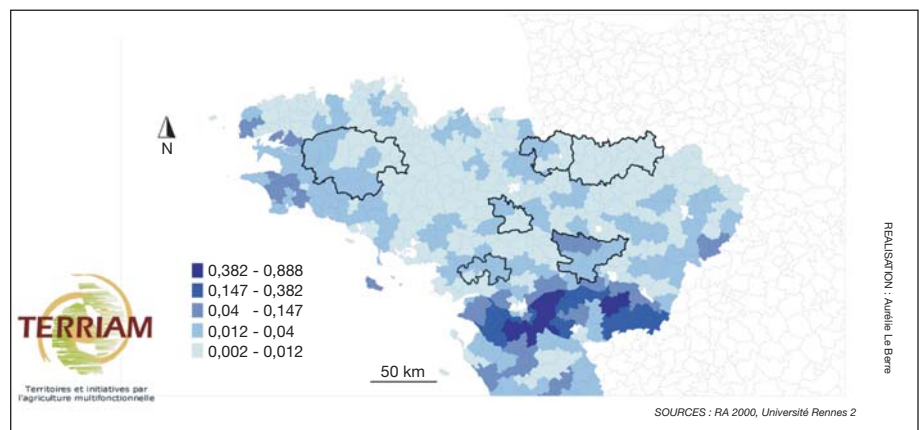 N
0,382 - 0,888
0,147 - 0,382
0,04 - 0,147
0,012 - 0,04
0,002 - 0,012
50 km
TERRIAM
Territoires et initiatives par
l'agriculture multifonctionnelle
REALISATION : Aurélie Le Berre
SOURCES : RA 2000, Université Rennes 2